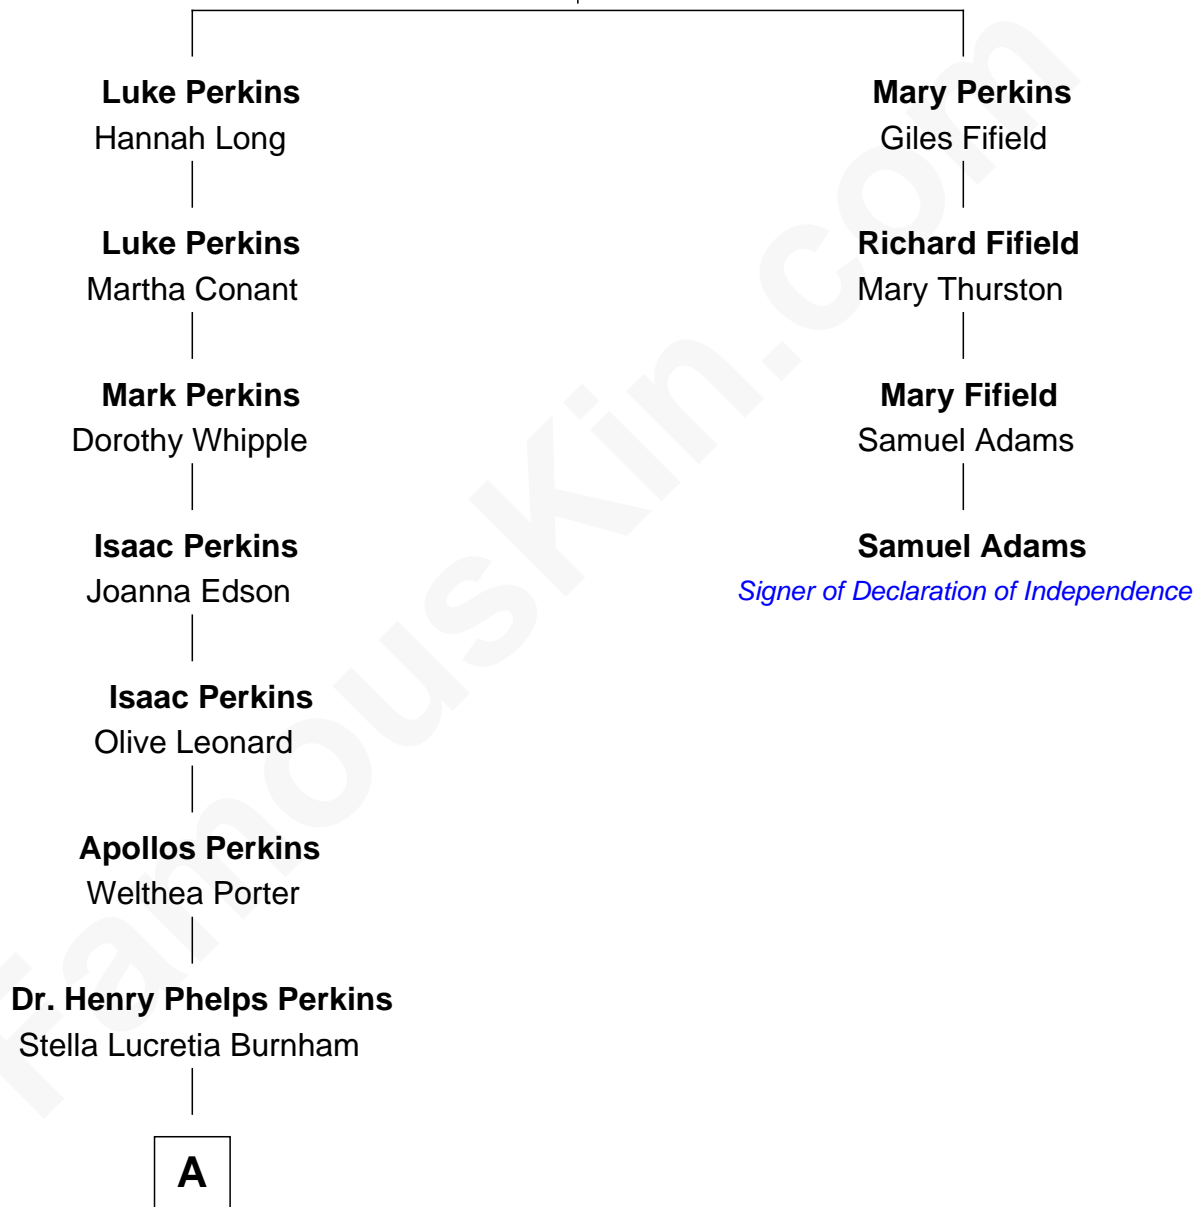 Luke Perkins
Hannah Long
Luke Perkins
Martha Conant
Mark Perkins
Dorothy Whipple
Isaac Perkins
Joanna Edson
Isaac Perkins
Olive Leonard
Apollos Perkins
Welthea Porter
Dr. Henry Phelps Perkins
Stella Lucretia Burnham
A
Mary Perkins
Giles Fifield
Richard Fifield
Mary Thurston
Mary Fifield
Samuel Adams
Samuel Adams
Signer of Declaration of Independence
FamousKin.com